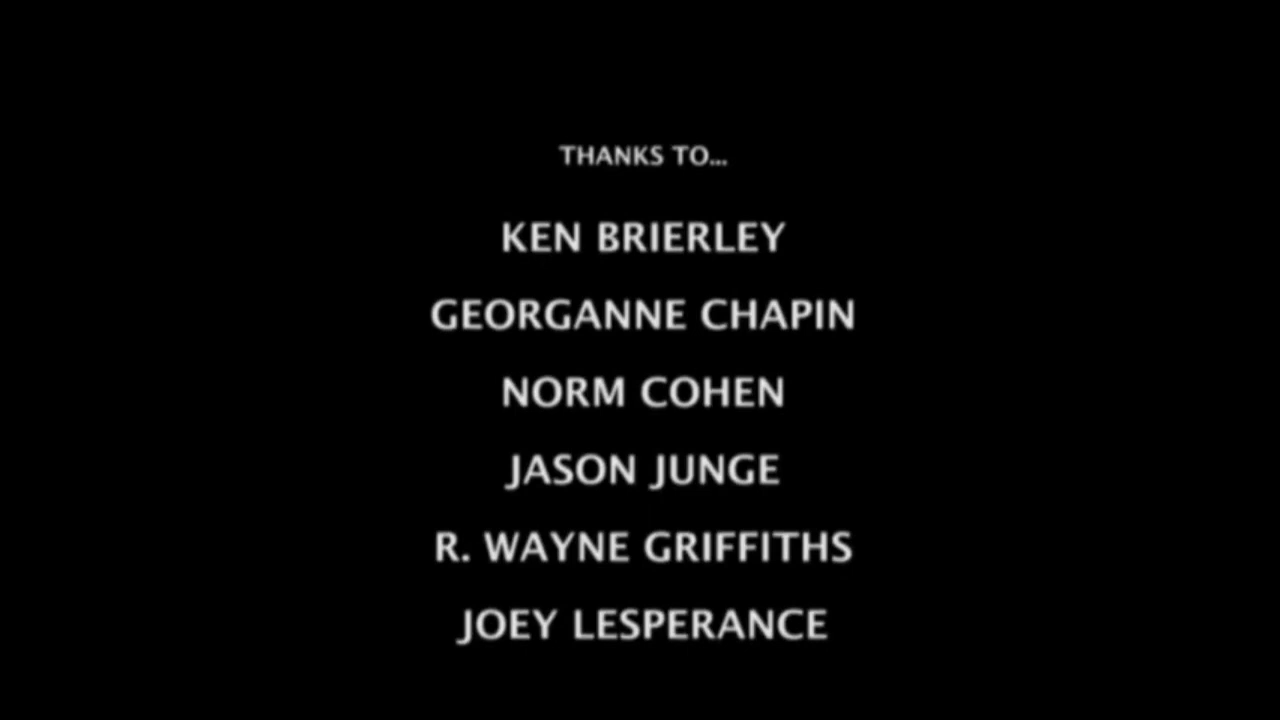 THANKS TO...
KEN BRIERLEY
GEORGANNE CHAPIN
NORM COHEN
JASON JUNGE
R. WAYNE GRIFFITHS
JOEY LESPERANCE